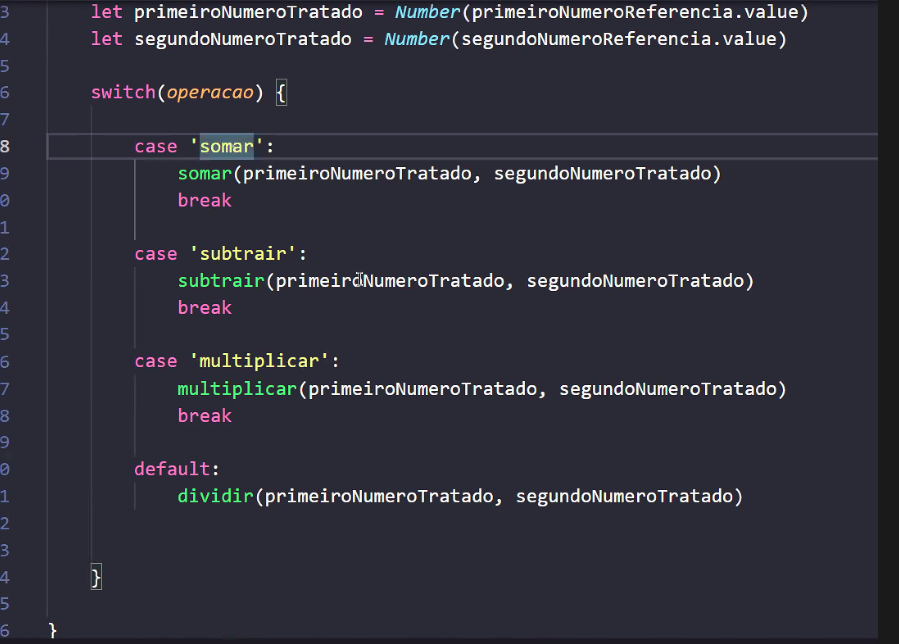 3 let primeiroNumeroTratado = Number(primeiroNumeroReferencia.value)
4 let segundoNumeroTratado = Number(segundoNumeroReferencia.value)
5
6 switch(operacao) {
7
8 case 'somar':
9 somar(primeiroNumeroTratado, segundoNumeroTratado)
0 break
1
2 case 'subtrair':
3 subtrair(primeiroNumeroTratado, segundoNumeroTratado)
4 break
5
6 case 'multiplicar':
7 multiplicar(primeiroNumeroTratado, segundoNumeroTratado)
8 break
9
0 default:
1 dividir(primeiroNumeroTratado, segundoNumeroTratado)
2
3
4 }
5
6 }